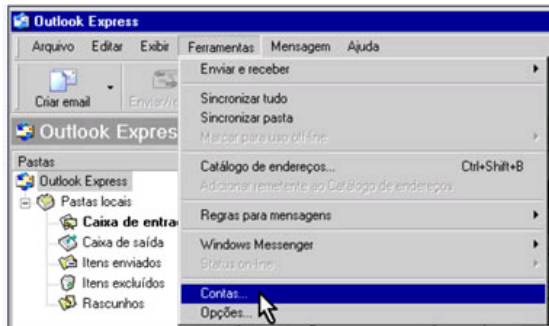 Outlook Express
Arquivo Editar Exibir Ferramentas Mensagem Ajuda
Criar email Enviar/re
Enviar e receber
Sincronizar tudo
Sincronizar pasta
Marcar para uso off-line
Outlook Expres
Pastas
Catálogo de endereços... Ctrl+Shift+B
Adicionar remetente ao Catálogo de endereços
Outlook Express
Pastas locais
Regras para mensagens
Caixa de entra
Caixa de saída
Windows Messenger
Itens enviados
Status on-line
Itens excluídos
Contas...
Rascunhos
Opções...